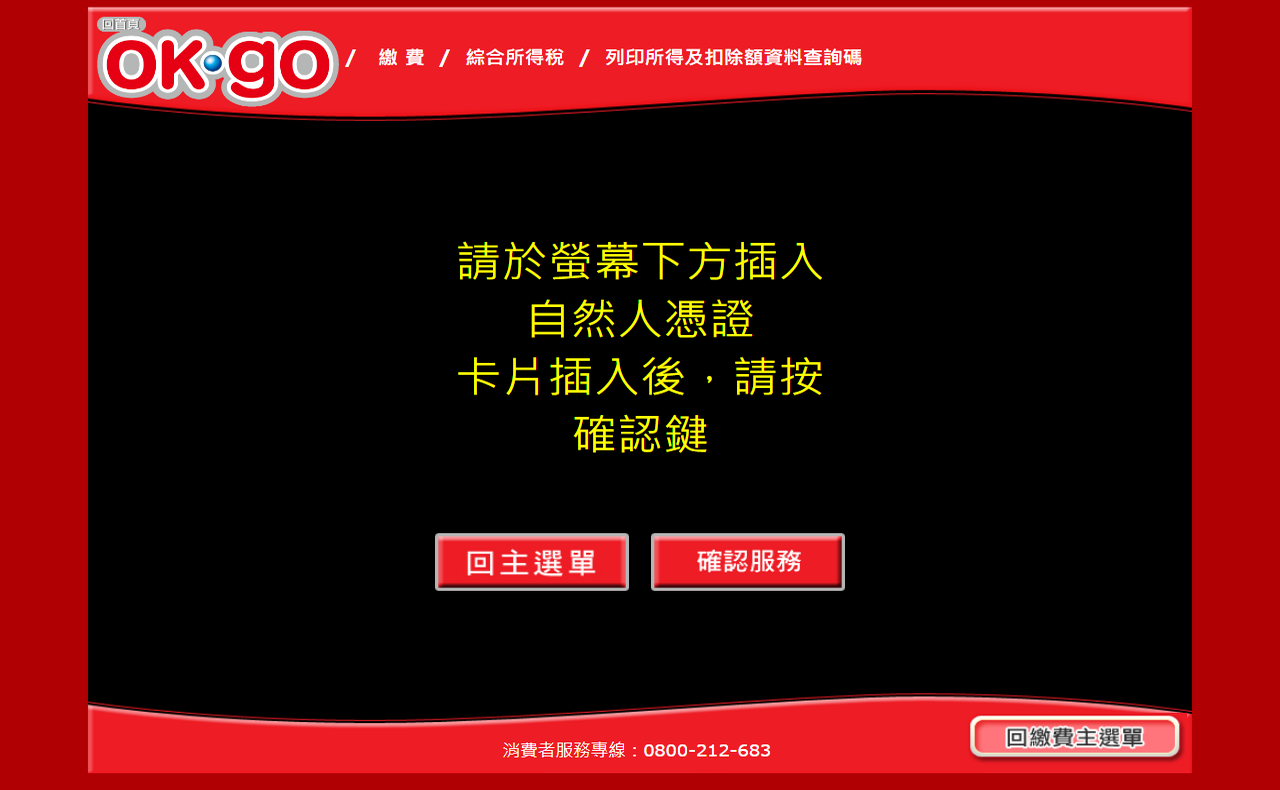 回首頁
OK·go / 繳 費 / 綜合所得稅 / 列印所得及扣除額資料查詢碼
請於螢幕下方插入
自然人憑證
卡片插入後，請按
確認鍵
回主選單 確認服務
回繳費主選單
消費者服務專線：0800-212-683